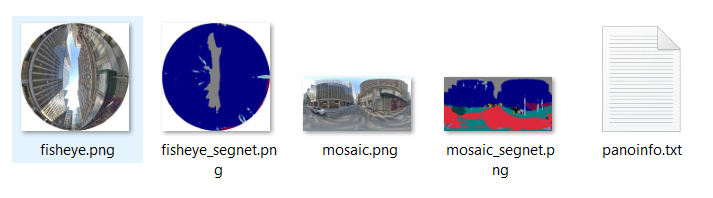 fisheye.png
fisheye_segnet.pn
g
mosaic.png
mosaic_segnet.p
ng
panoinfo.txt